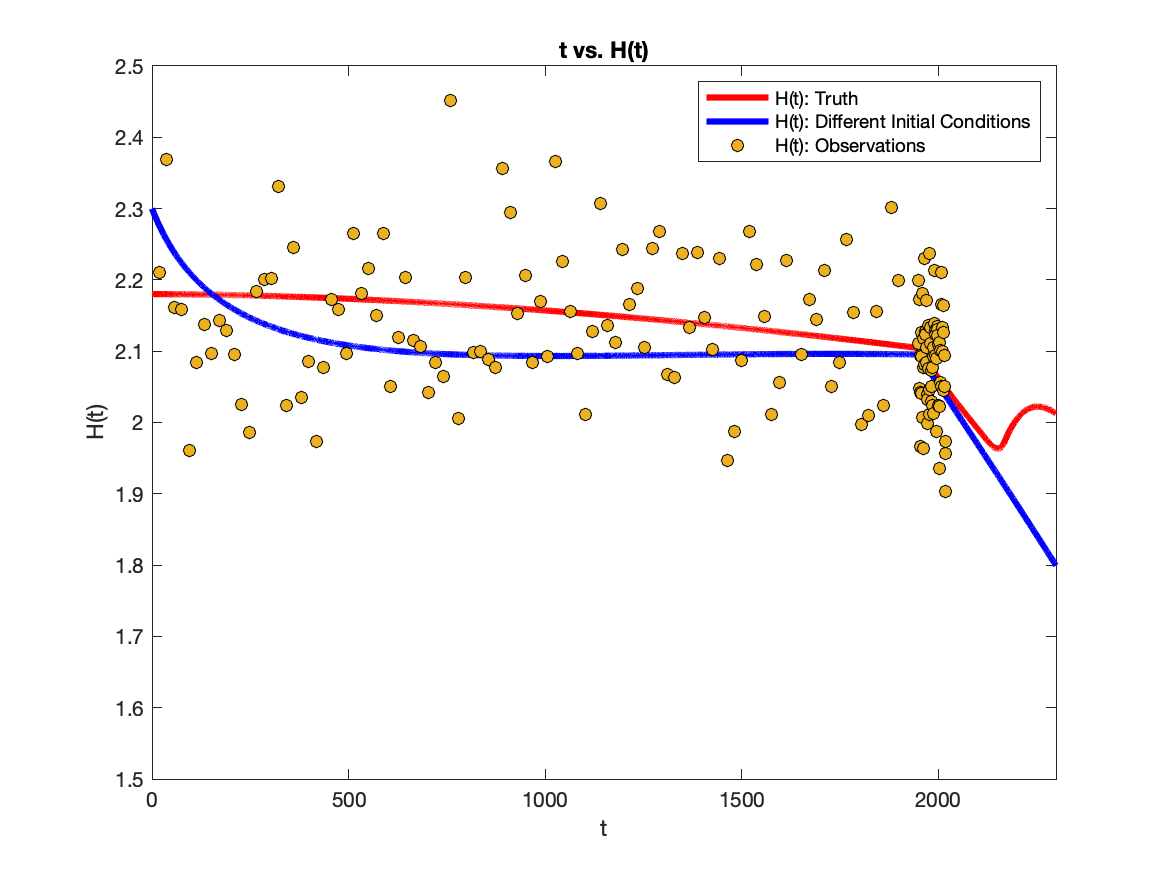 t vs. H(t)
H(t): Truth
H(t): Different Initial Conditions
H(t): Observations
H(t)
2.5
2.4
2.3
2.2
2.1
2
1.9
1.8
1.7
1.6
1.5
0 500 1000 1500 2000
t